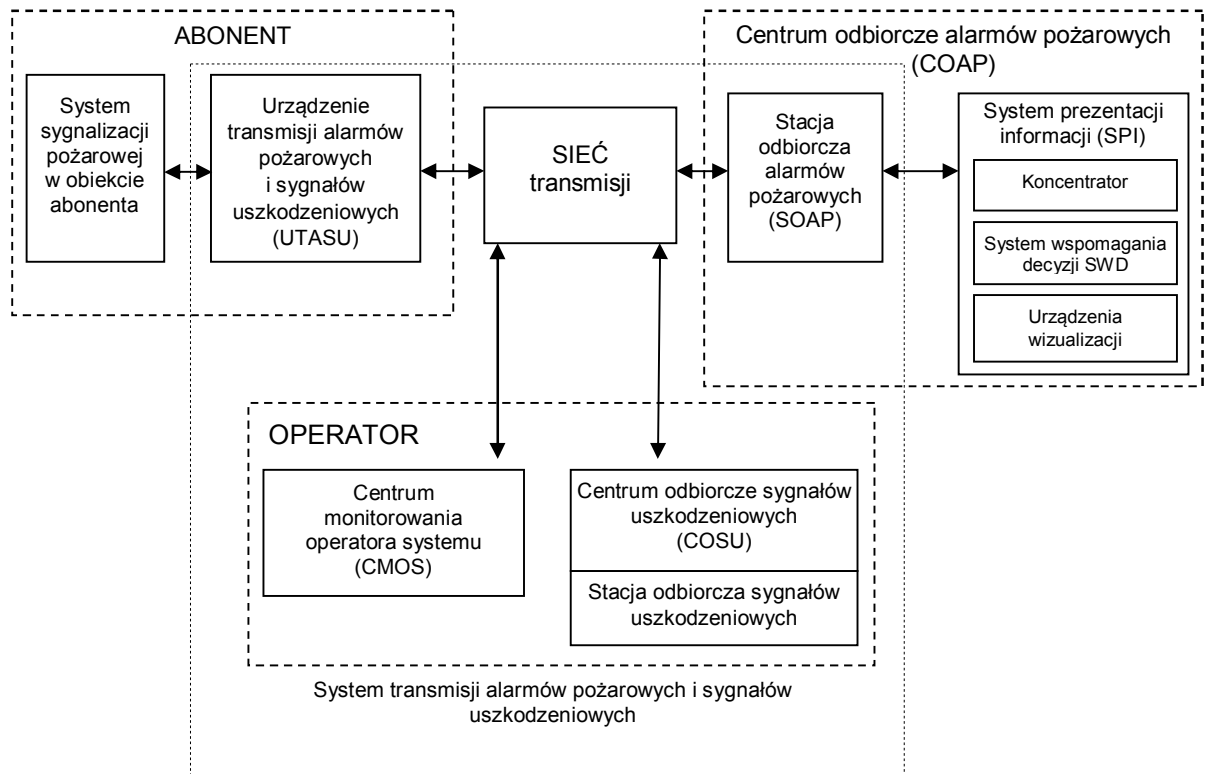 ABONENT
System
sygnalizacji
pożarowej
w obiekcie
abonenta
Urządzenie
transmisji alarmów
pożarowych
i sygnałów
uszkodzeniowych
(UTASU)
SIEĆ
transmisji
Centrum odbiorcze alarmów pożarowych
(COAP)
Stacja
odbiorcza
alarmów
pożarowych
(SOAP)
System prezentacji
informacji (SPI)
Koncentrator
System wspomagania
decyzji SWD
Urządzenia
wizualizacji
OPERATOR
Centrum
monitorowania
operatora systemu
(CMOS)
Centrum odbiorcze sygnałów
uszkodzeniowych
(COSU)
Stacja odbiorcza sygnałów
uszkodzeniowych
System transmisji alarmów pożarowych i sygnałów
uszkodzeniowych